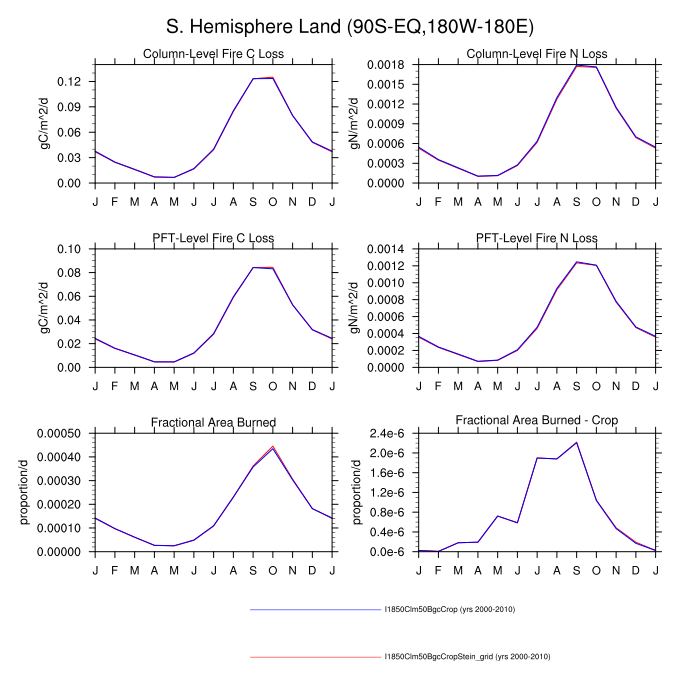 S. Hemisphere Land (90S-EQ,180W-180E)
Column-Level Fire C Loss
gC/m^2/d
0.12
0.09
0.06
0.03
0.00
J F M A M J J A S O N D J
Column-Level Fire N Loss
gN/m^2/d
0.0018
0.0015
0.0012
0.0009
0.0006
0.0003
0.0000
J F M A M J J A S O N D J
PFT-Level Fire C Loss
gC/m^2/d
0.10
0.08
0.06
0.04
0.02
0.00
J F M A M J J A S O N D J
PFT-Level Fire N Loss
gN/m^2/d
0.0014
0.0012
0.0010
0.0008
0.0006
0.0004
0.0002
0.0000
J F M A M J J A S O N D J
Fractional Area Burned
proportion/d
0.00050
0.00040
0.00030
0.00020
0.00010
0.00000
J F M A M J J A S O N D J
Fractional Area Burned - Crop
proportion/d
2.4e-6
2.0e-6
1.6e-6
1.2e-6
0.8e-6
0.4e-6
0.0e-6
J F M A M J J A S O N D J
I1850Clm50BgcCrop (yrs 2000-2010)
I1850Clm50BgcCropStein_grid (yrs 2000-2010)